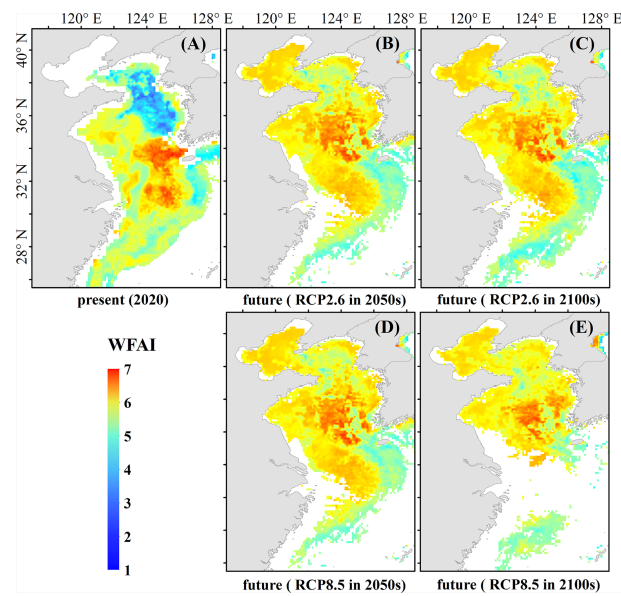 120° E 124° E 128° E 120° E 124° E 128° E 120° E 124° E 128° E
40° N
36° N
32° N
28° N
(A)
(B)
(C)
present (2020)
future ( RCP2.6 in 2050s)
future ( RCP2.6 in 2100s)
WFAI
7
6
5
4
3
2
1
(D)
(E)
future ( RCP8.5 in 2050s)
future ( RCP8.5 in 2100s)